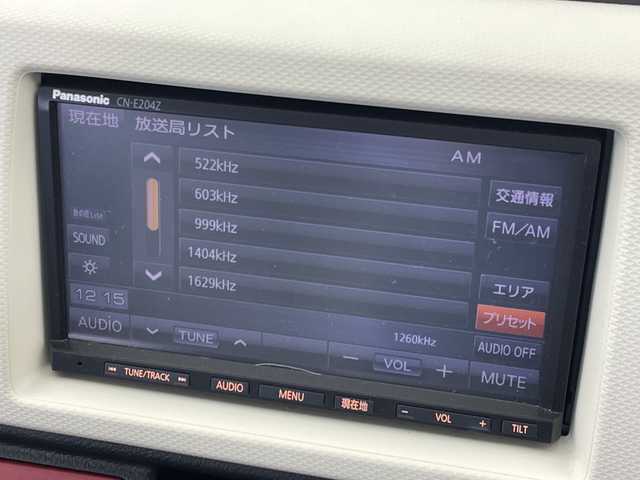 Panasonic CN-E204Z
現在地 放送局リスト
AM
522kHz
603kHz
999kHz
1404kHz
1629kHz
交通情報
FM/AM
エリア
プリセット
AUDIO OFF
MUTE
SOUND
12 15
AUDIO
TUNE
1260kHz
− VOL +
TUNE/TRACK
AUDIO
MENU
現在地
− VOL +
TILT